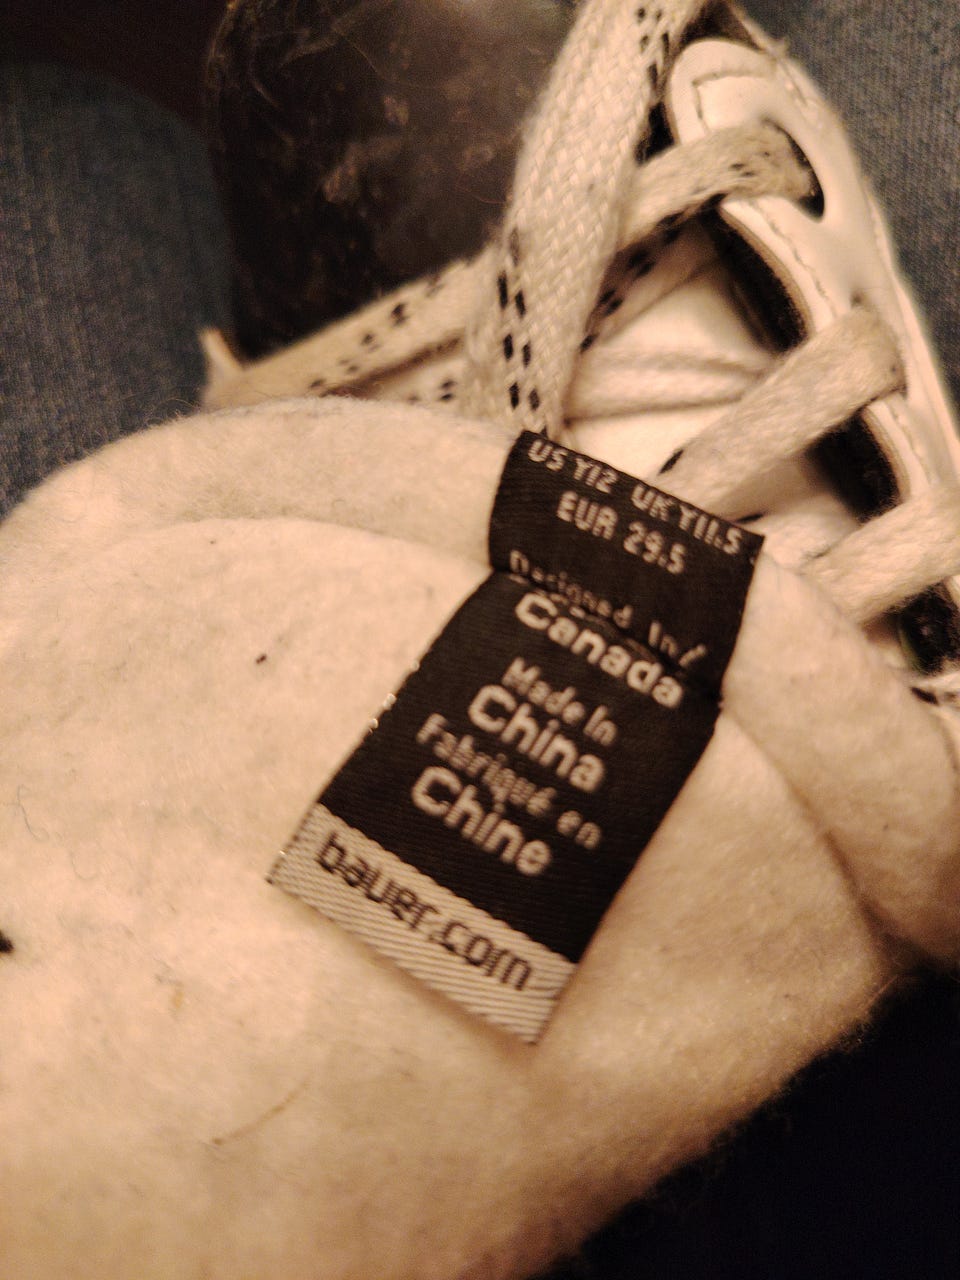 US Y12 UK Y11.5
EUR 29.5
Designed In/
Canada
Made In
China
Fabriqué en
Chine
bauer.com